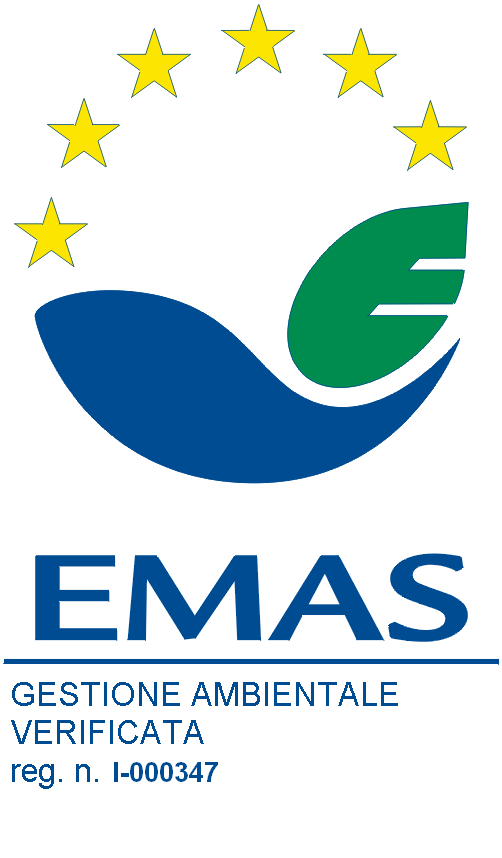 EMAS
GESTIONE AMBIENTALE
VERIFICATA
reg. n. I-000347